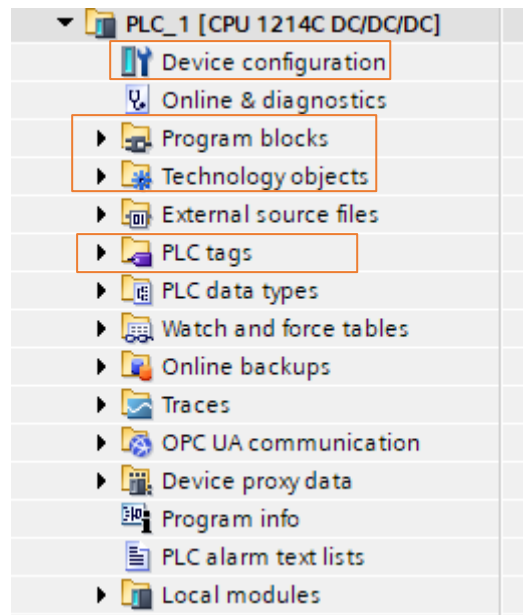 PLC_1 [CPU 1214C DC/DC/DC]
Device configuration
Online & diagnostics
Program blocks
Technology objects
External source files
PLC tags
PLC data types
Watch and force tables
Online backups
Traces
OPC UA communication
Device proxy data
Program info
PLC alarm text lists
Local modules